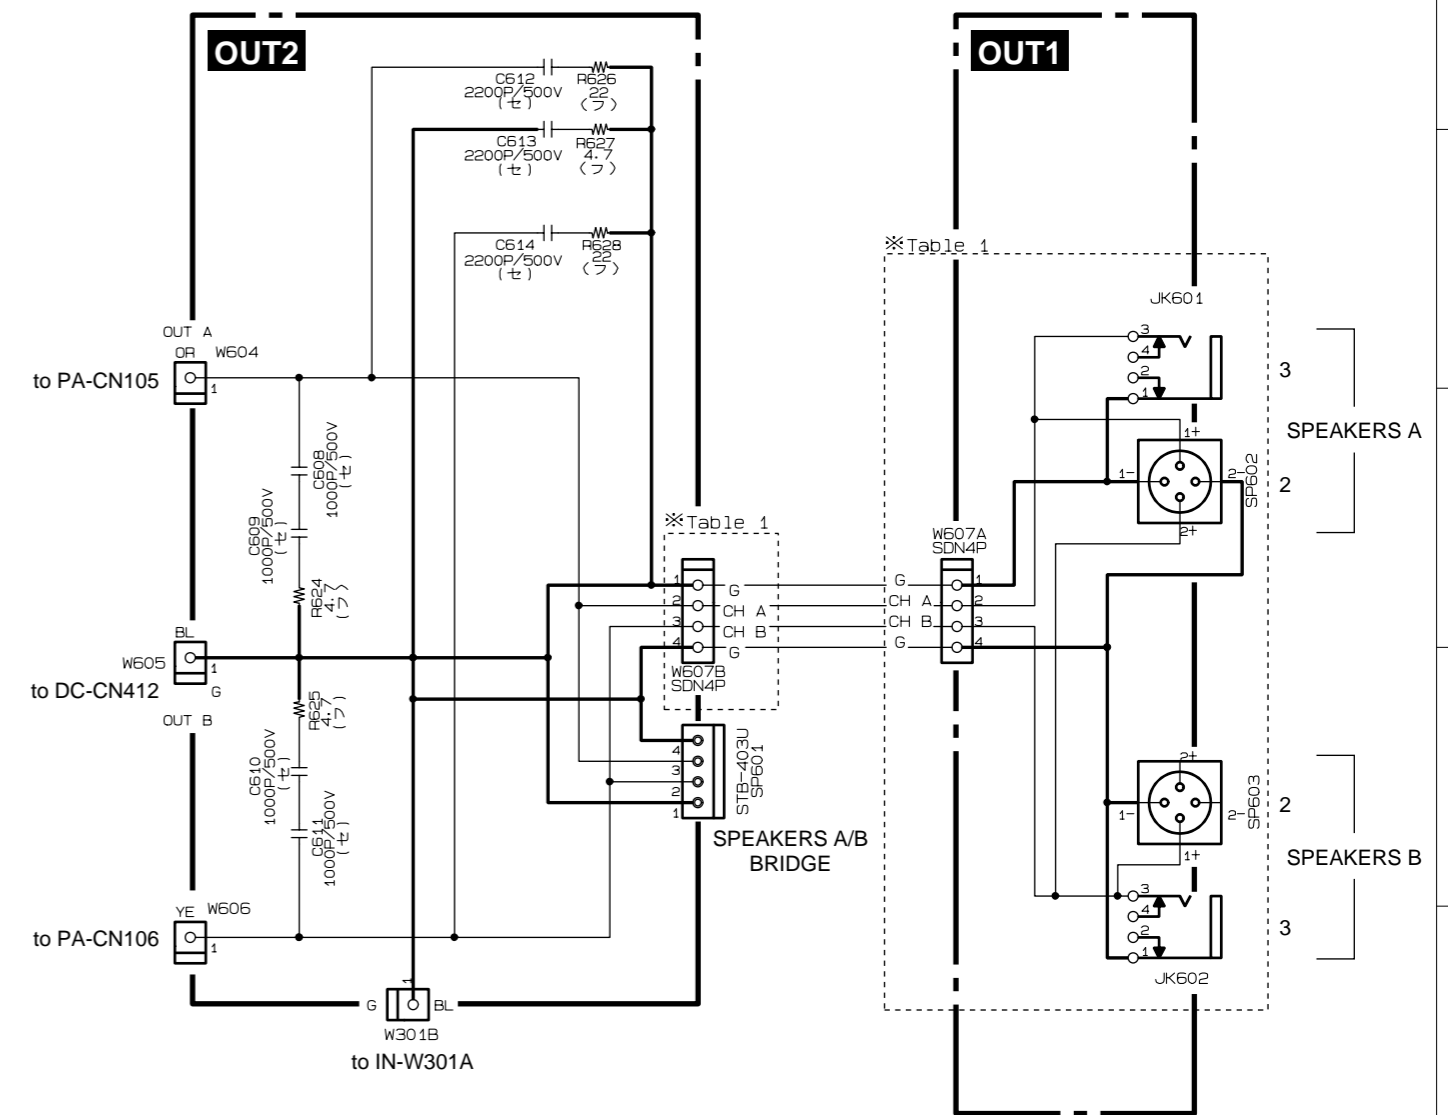 OUT2
OUT1
C612
2200P/500V
(セ)
R626
22
(フ)
C613
2200P/500V
(セ)
R627
4.7
(フ)
C614
2200P/500V
(セ)
R628
22
(フ)
※Table 1
JK601
3
4
2
1
3
SPEAKERS A
2
1+
1-
2-
2+
SP602
OUT A
OR
W604
1
to PA-CN105
C608
1000P/500V
(セ)
C609
1000P/500V
(セ)
R624
4.7
(フ)
※Table 1
1
2
3
4
G
CH A
CH B
G
W607B
SDN4P
W607A
SDN4P
G
CH A
CH B
G
1
2
3
4
BL
W605
1
G
to DC-CN412
OUT B
R625
4.7
(フ)
C610
1000P/500V
(セ)
C611
1000P/500V
(セ)
4
3
2
1
STB-403U
SP601
SPEAKERS A/B
BRIDGE
2+
1-
2-
1+
SP603
2
SPEAKERS B
3
3
4
2
1
JK602
YE
W606
1
to PA-CN106
1
G
BL
W301B
to IN-W301A